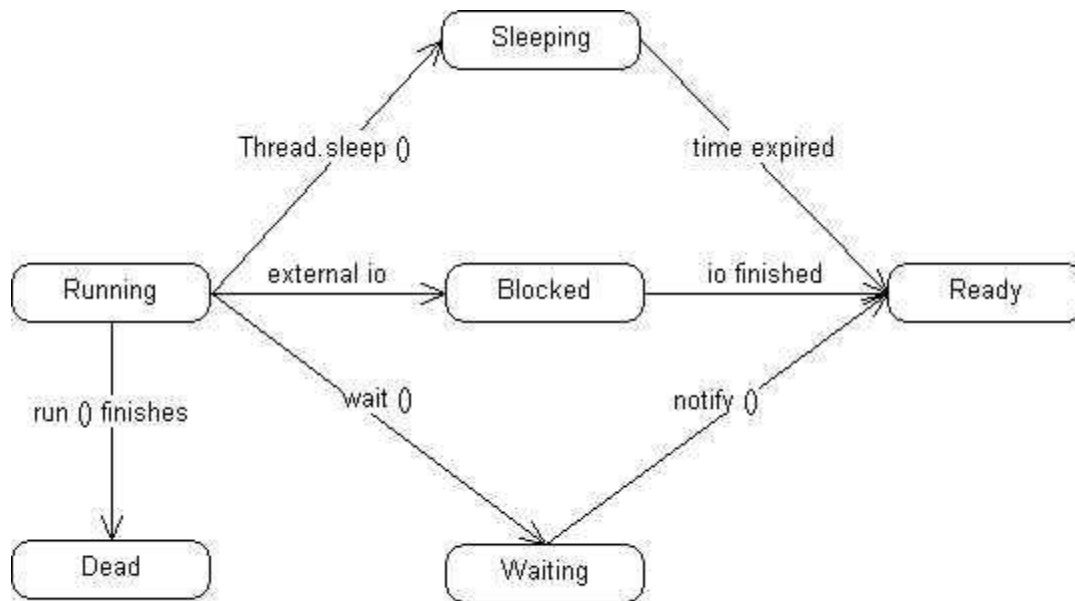 Sleeping
Thread.sleep ()
time expired
Running
external io
Blocked
io finished
Ready
run () finishes
wait ()
notify ()
Dead
Waiting